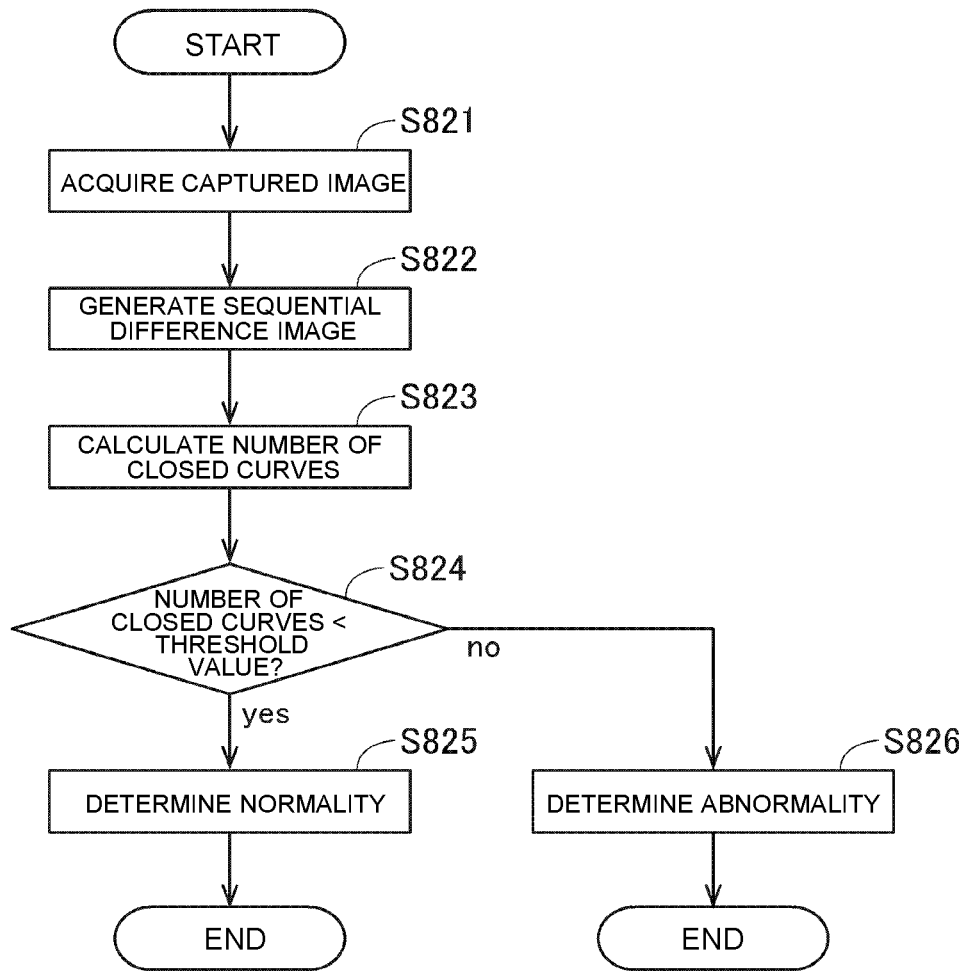 START
S821
ACQUIRE CAPTURED IMAGE
S822
GENERATE SEQUENTIAL
DIFFERENCE IMAGE
S823
CALCULATE NUMBER OF
CLOSED CURVES
S824
NUMBER OF
CLOSED CURVES <
THRESHOLD
VALUE?
no
yes
S825
DETERMINE NORMALITY
S826
DETERMINE ABNORMALITY
END
END